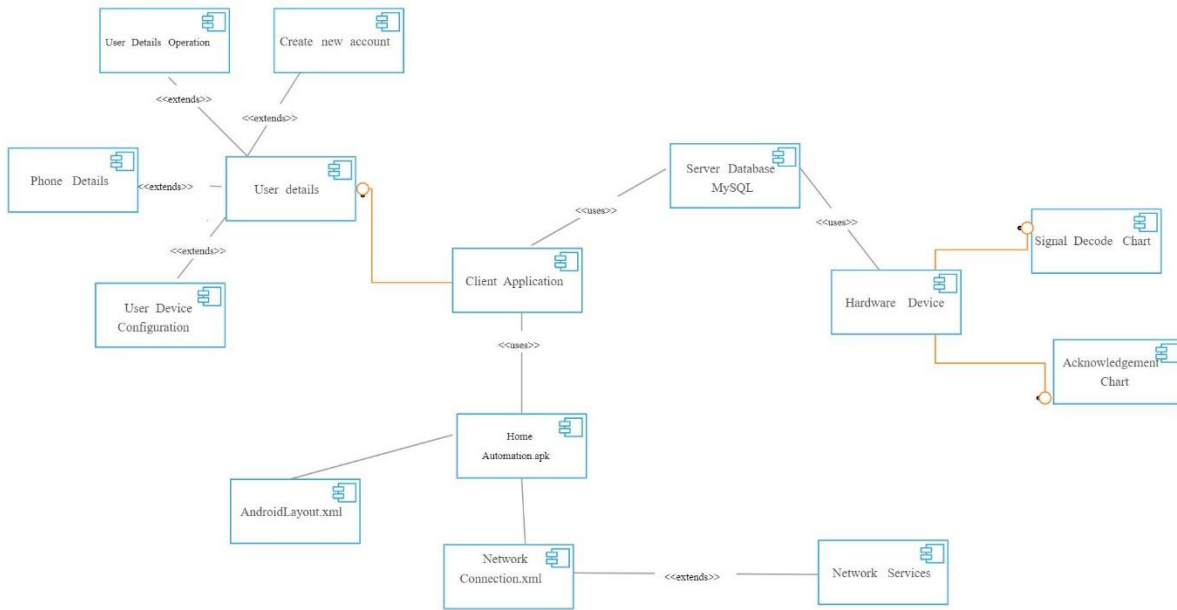 User Details Operation
Create new account
<<extends>>
<<extends>>
Phone Details
<<extends>>
User details
Server Database
MySQL
<<uses>>
<<uses>>
<<extends>>
Signal Decode Chart
Client Application
User Device
Configuration
Hardware Device
<<uses>>
Acknowledgement
Chart
Home
Automation.apk
AndroidLayout.xml
Network
Connection.xml
<<extends>>
Network Services